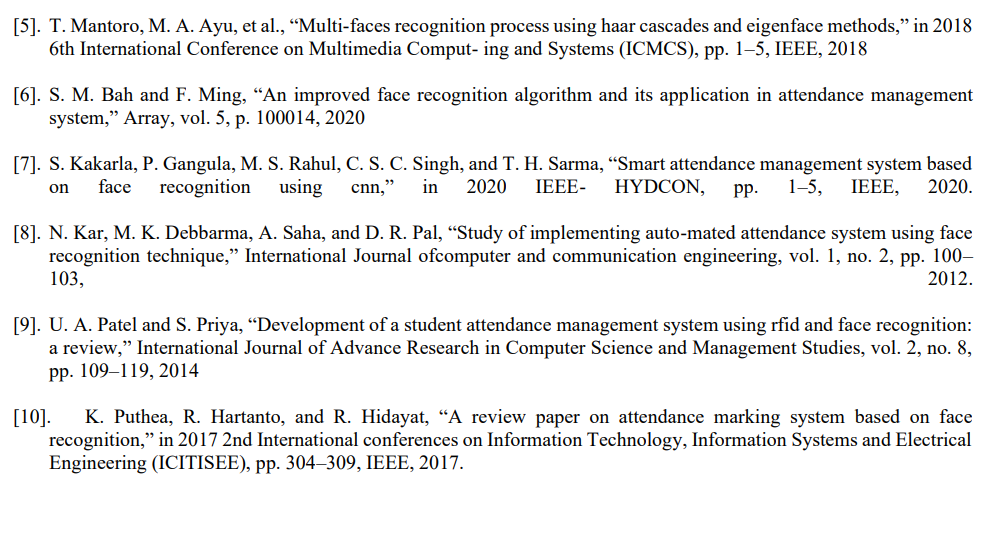 [5]. T. Mantoro, M. A. Ayu, et al., “Multi-faces recognition process using haar cascades and eigenface methods,” in 2018
6th International Conference on Multimedia Comput- ing and Systems (ICMCS), pp. 1–5, IEEE, 2018
[6]. S. M. Bah and F. Ming, “An improved face recognition algorithm and its application in attendance management
system,” Array, vol. 5, p. 100014, 2020
[7]. S. Kakarla, P. Gangula, M. S. Rahul, C. S. C. Singh, and T. H. Sarma, “Smart attendance management system based
on face recognition using cnn,” in 2020 IEEE- HYDCON, pp. 1–5, IEEE, 2020.
[8]. N. Kar, M. K. Debbarma, A. Saha, and D. R. Pal, “Study of implementing auto-mated attendance system using face
recognition technique,” International Journal ofcomputer and communication engineering, vol. 1, no. 2, pp. 100–
103, 2012.
[9]. U. A. Patel and S. Priya, “Development of a student attendance management system using rfid and face recognition:
a review,” International Journal of Advance Research in Computer Science and Management Studies, vol. 2, no. 8,
pp. 109–119, 2014
[10]. K. Puthea, R. Hartanto, and R. Hidayat, “A review paper on attendance marking system based on face
recognition,” in 2017 2nd International conferences on Information Technology, Information Systems and Electrical
Engineering (ICITISEE), pp. 304–309, IEEE, 2017.